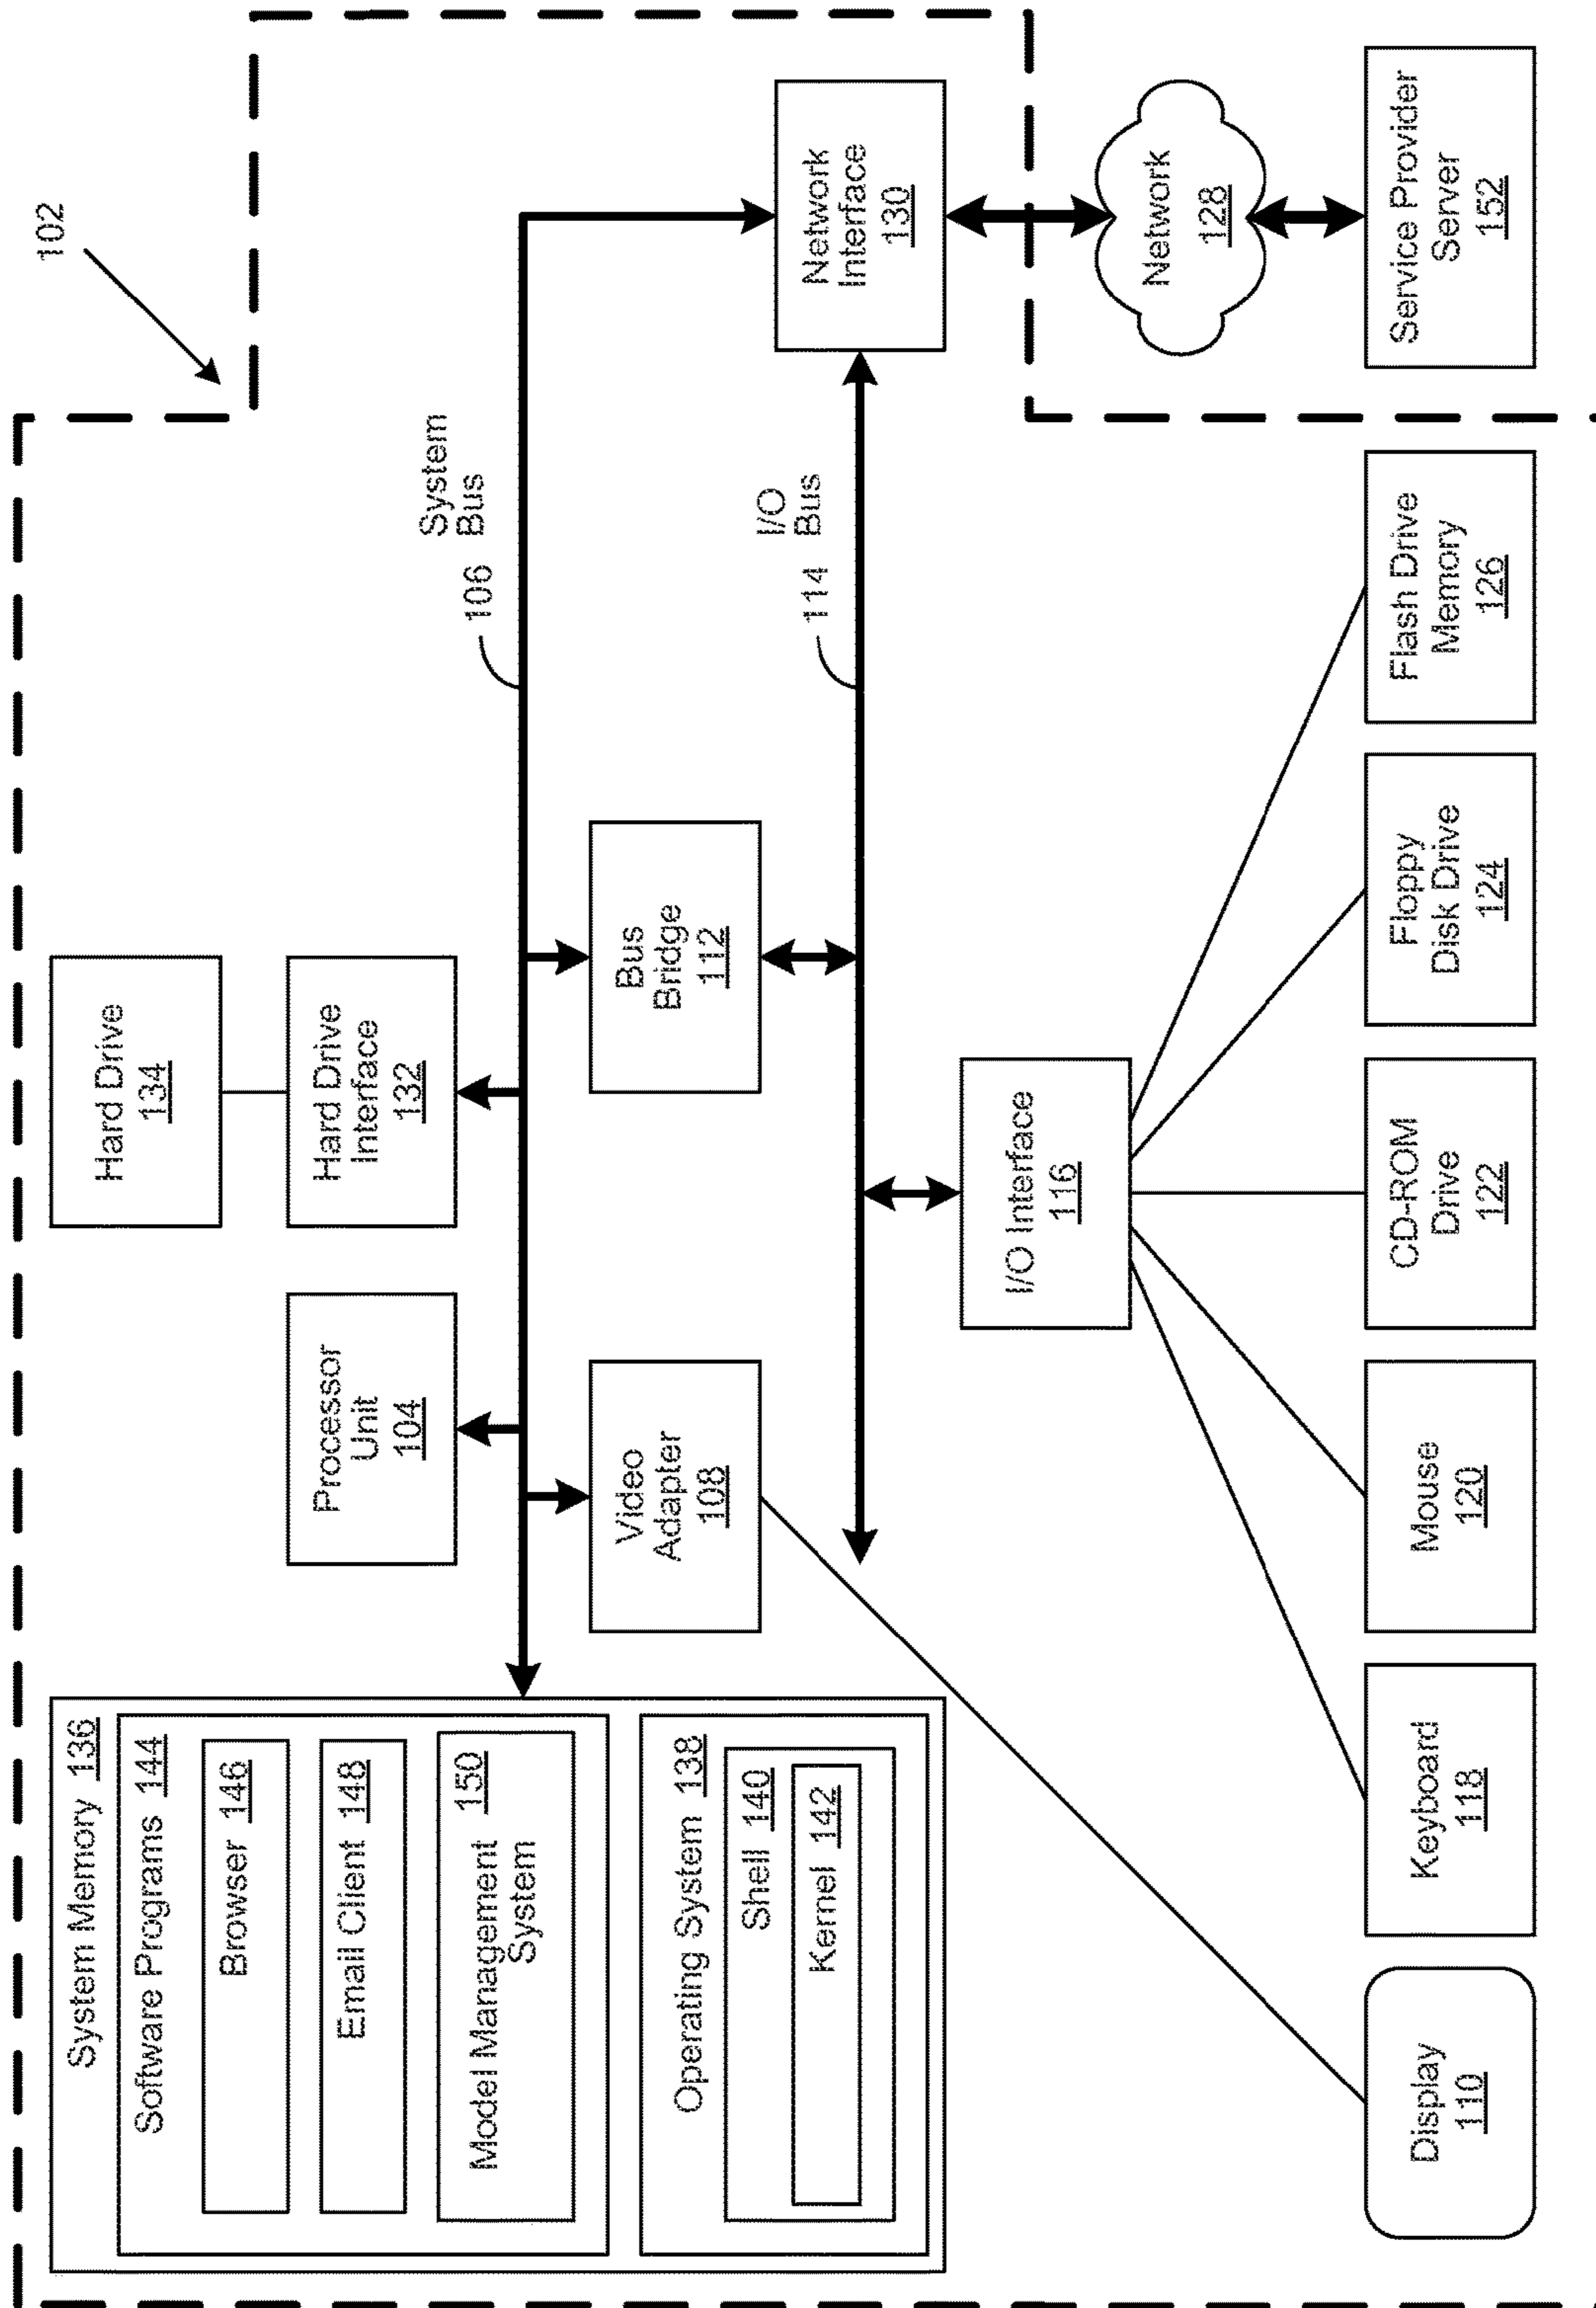 102
System Memory 136
Software Programs 144
Browser 146
Email Client 148
Model Management 150
System
Operating System 138
Shell 140
Kernel 142
Hard Drive
134
Processor
Unit
104
Hard Drive
Interface
132
System
Bus
106
Video
Adapter
108
Bus
Bridge
112
I/O
Bus
114
Network
Interface
130
I/O Interface
116
Network
128
Display
110
Keyboard
118
Mouse
120
CD-ROM
Drive
122
Floppy
Disk Drive
124
Flash Drive
Memory
126
Service Provider
Server
152